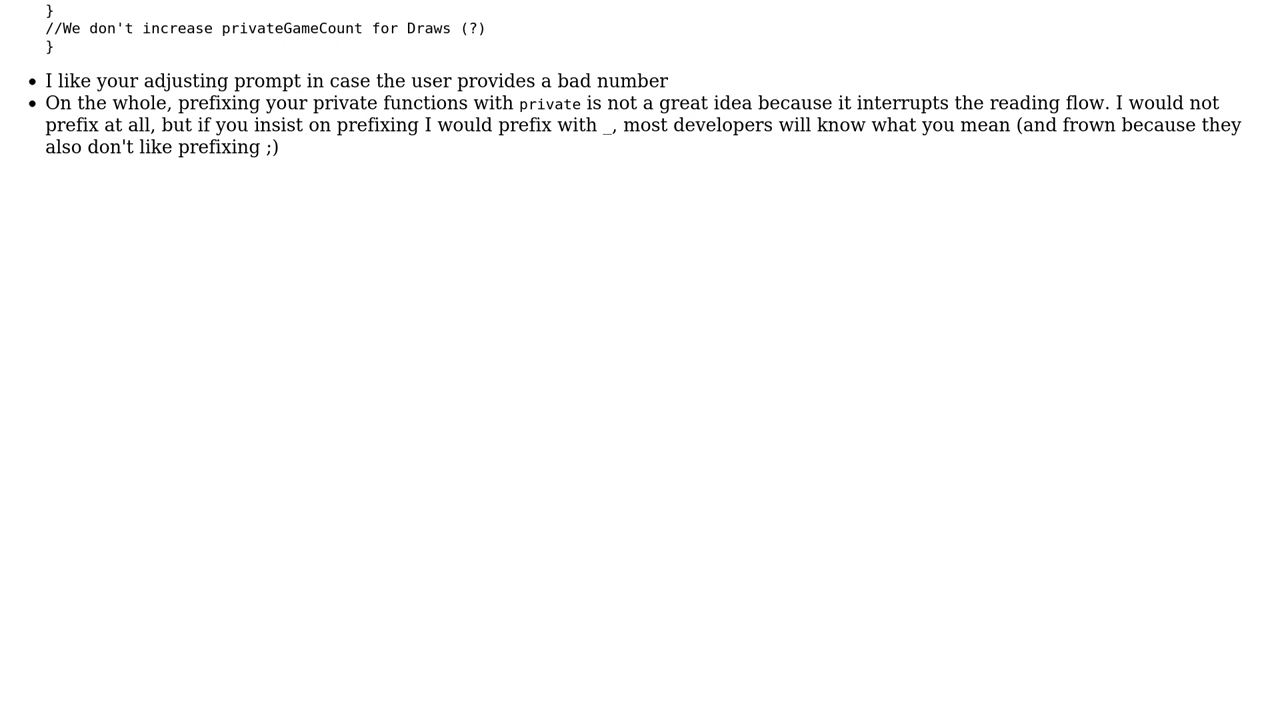 }
//We don't increase privateGameCount for Draws (?)
}
• I like your adjusting prompt in case the user provides a bad number
• On the whole, prefixing your private functions with private is not a great idea because it interrupts the reading flow. I would not
prefix at all, but if you insist on prefixing I would prefix with _, most developers will know what you mean (and frown because they
also don't like prefixing ;)